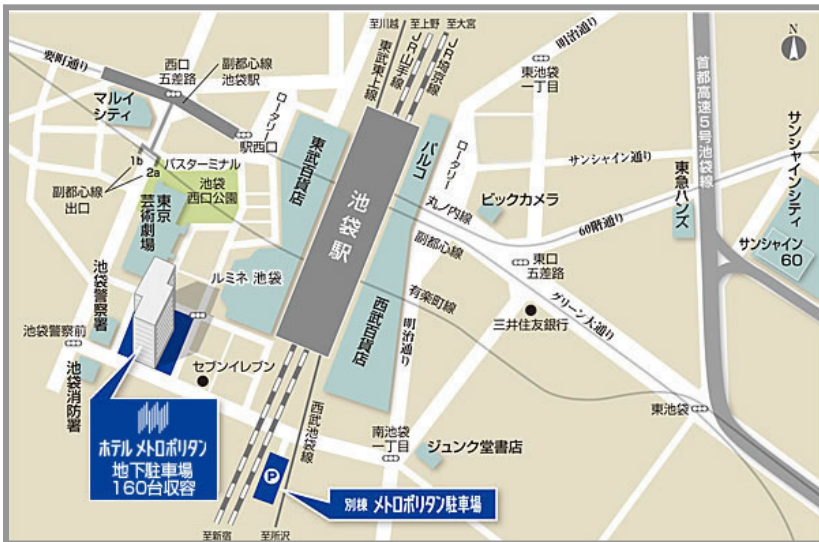 至川越
至上野
至大宮
N
東武東上線
JR山手線
JR埼京線
明治通り
要町通り
西口
五差路
副都心線
池袋駅
東池袋
一丁目
首都高速5号池袋線
マルイ
シティ
ロータリー
駅西口
東武百貨店
パルコ
ロータリー
サンシャイン通り
サンシャインシティ
1b
2a
バスターミナル
池袋
西口公園
副都心線
出口
東京
芸術劇場
池袋駅
丸ノ内線
ビックカメラ
東急ハンズ
60階通り
サンシャイン
60
副都心線
東口
五差路
ルミネ 池袋
池袋警察署
有楽町線
グリーン大通り
三井住友銀行
池袋警察前
西武百貨店
明治通り
セブンイレブン
池袋消防署
東池袋
ホテル メトロポリタン
地下駐車場
160台収容
西武池袋線
南池袋
一丁目
ジュンク堂書店
P
別棟 メトロポリタン駐車場
至新宿
至所沢